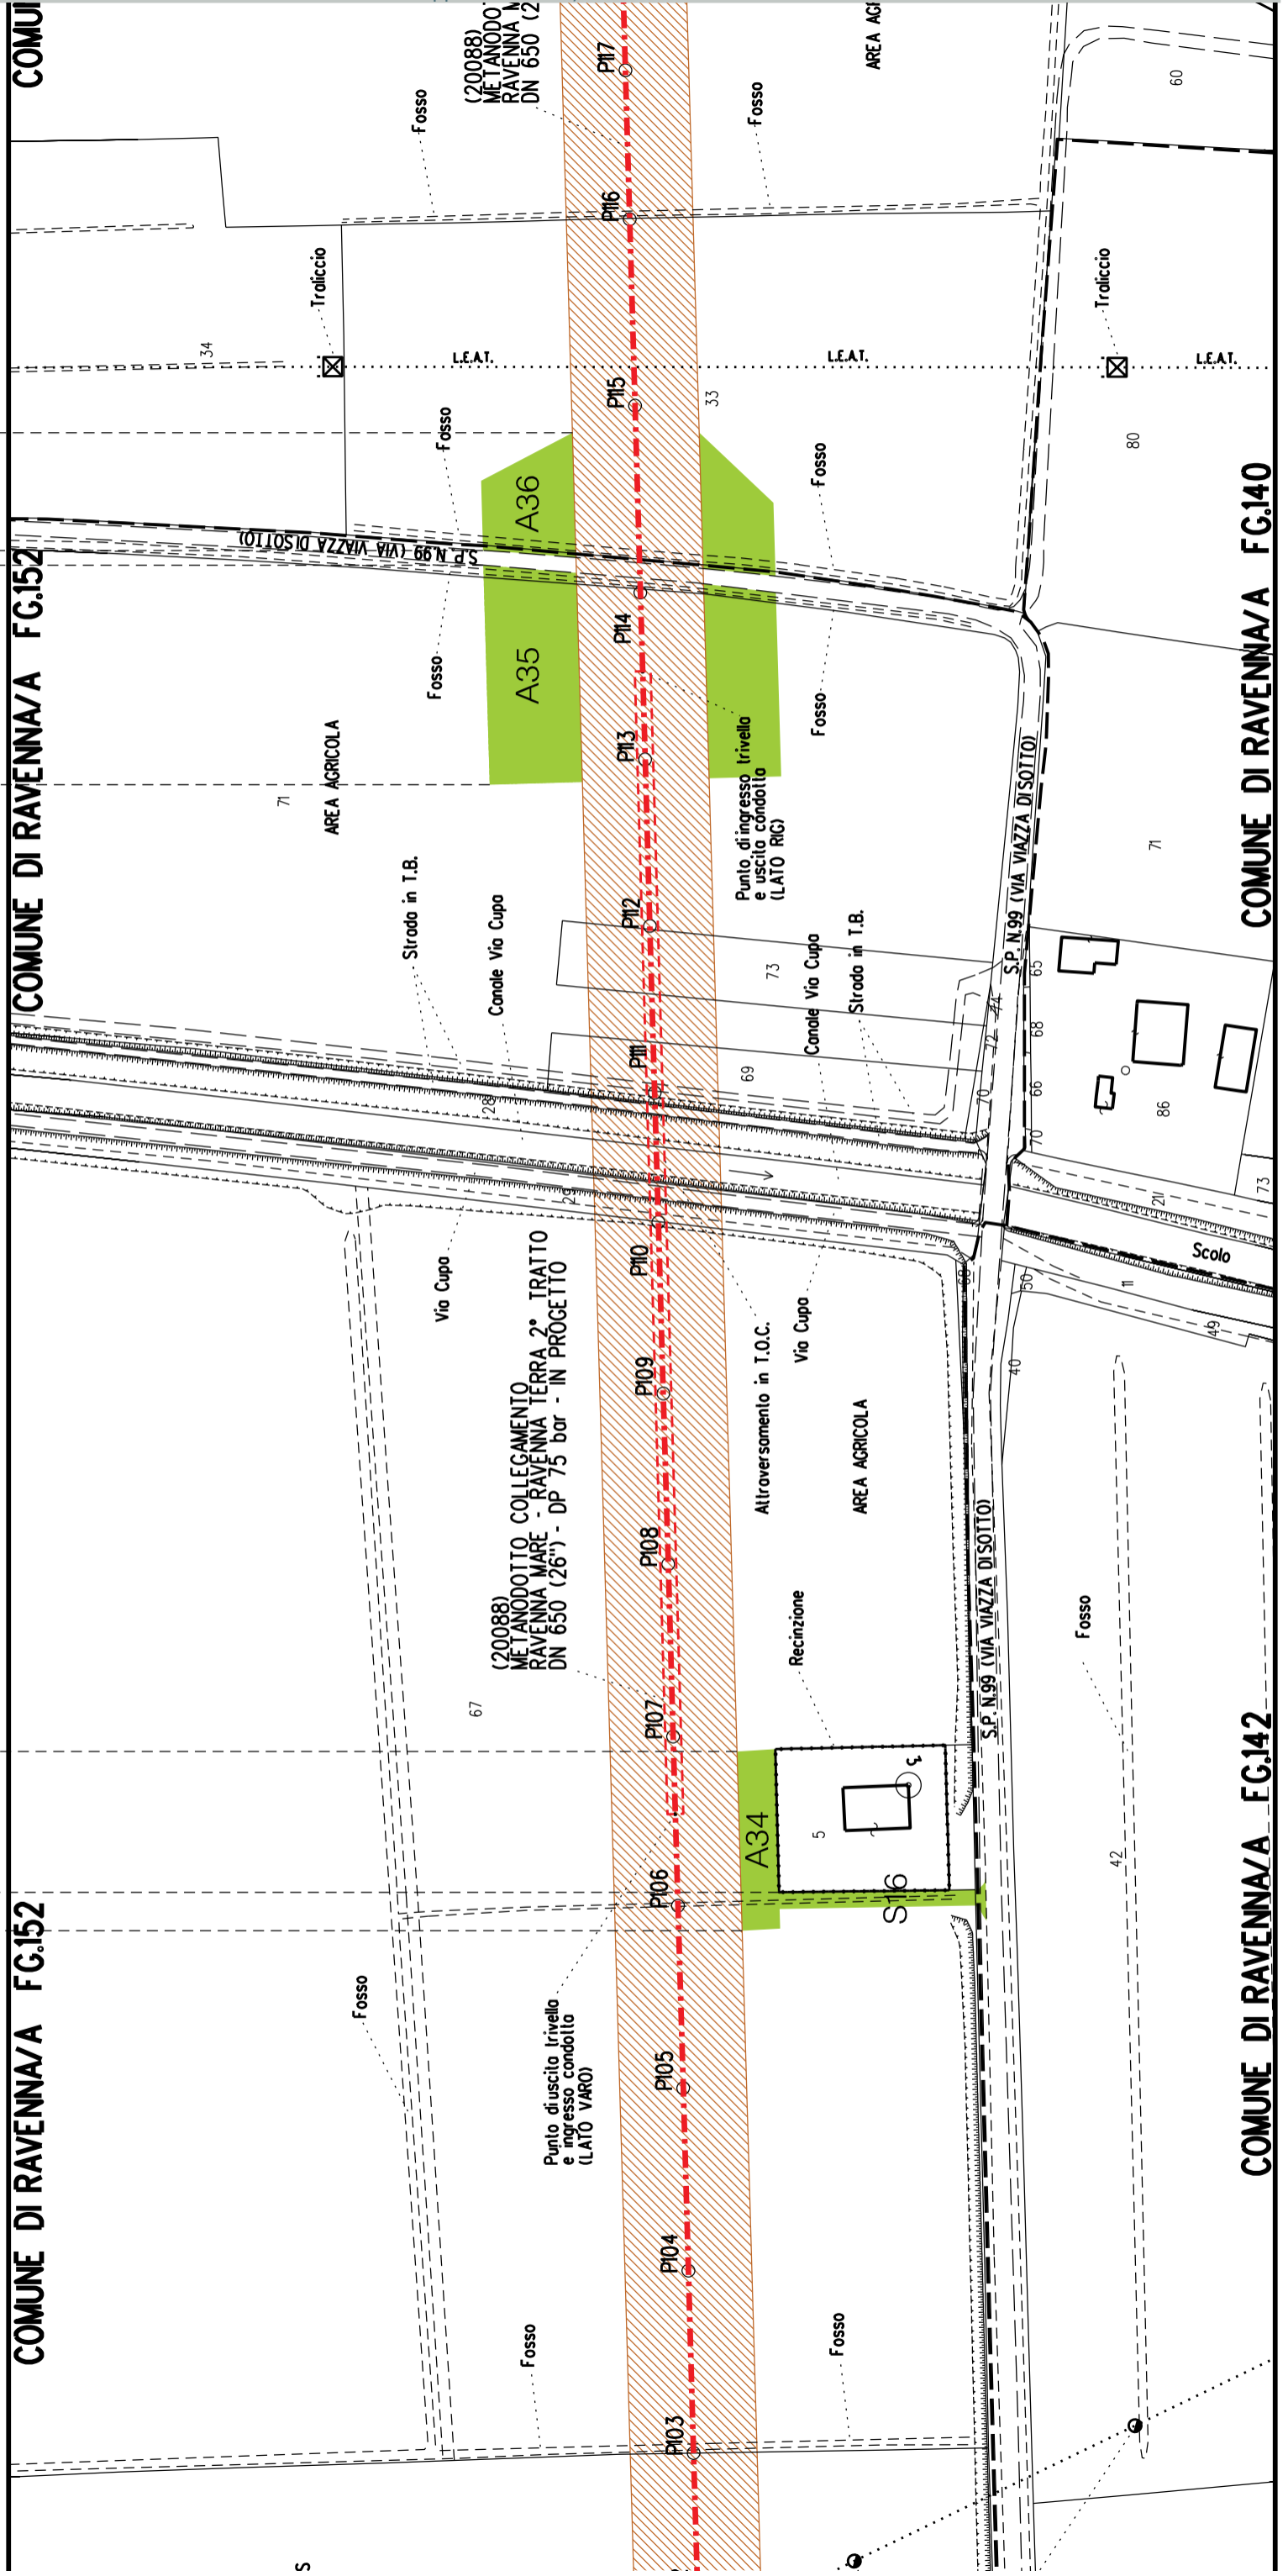 COMUNE DI RAVENNA/A FG.152
COMUNE DI RAVENNA/A FG.152
COMUNE DI RAVENNA/A FG.140
COMUNE DI RAVENNA/A FG.142
(20088)
RAVENNA
DN 650
P117
P116
P115
P114
P113
P112
P111
P110
P109
P108
P107
P106
P105
P104
P103
Fosso
Fosso
60
Traliccio
Traliccio
34
L.E.A.T.
L.E.A.T.
L.E.A.T.
33
80
Fosso
Fosso
A36
S.P. N.99 (VIA VIAZZA DI SOTTO)
A35
Fosso
Fosso
AREA AGRICOLA
71
Punto di ingresso trivella
e uscita condotta
(LATO RIG)
S.P. N.99 (VIA VIAZZA DI SOTTO)
71
Strada in T.B.
Canale Via Cupa
Canale Via Cupa
Strada in T.B.
73
69
65
68
66
70
44
72
70
86
28
29
21
73
Scolo
11
49
50
40
Via Cupa
Via Cupa
Attraversamento in T.O.C.
AREA AGRICOLA
(20088)
METANODOTTO COLLEGAMENTO
RAVENNA MARE - RAVENNA TERRA 2° TRATTO
DN 650 (26") - DP 75 bar - IN PROGETTO
67
Recinzione
S.P. N.99 (VIA VIAZZA DI SOTTO)
Fosso
A34
5
S16
42
Fosso
Punto di uscita trivella
e ingresso condotta
(LATO VARO)
Fosso
Fosso